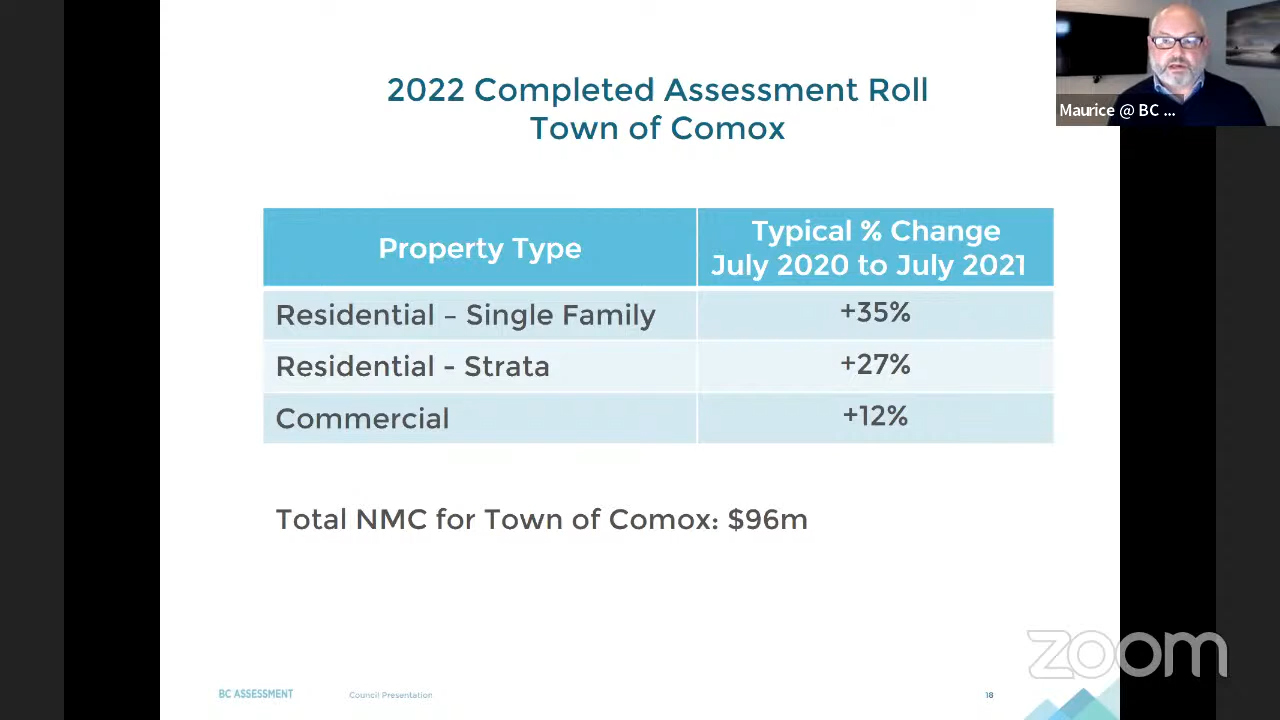 2022 Completed Assessment Roll
Town of Comox
Maurice @ BC ...
Property Type
Typical % Change
July 2020 to July 2021
Residential – Single Family
+35%
Residential - Strata
+27%
Commercial
+12%
Total NMC for Town of Comox: $96m
zoom
BC ASSESSMENT
Council Presentation
18